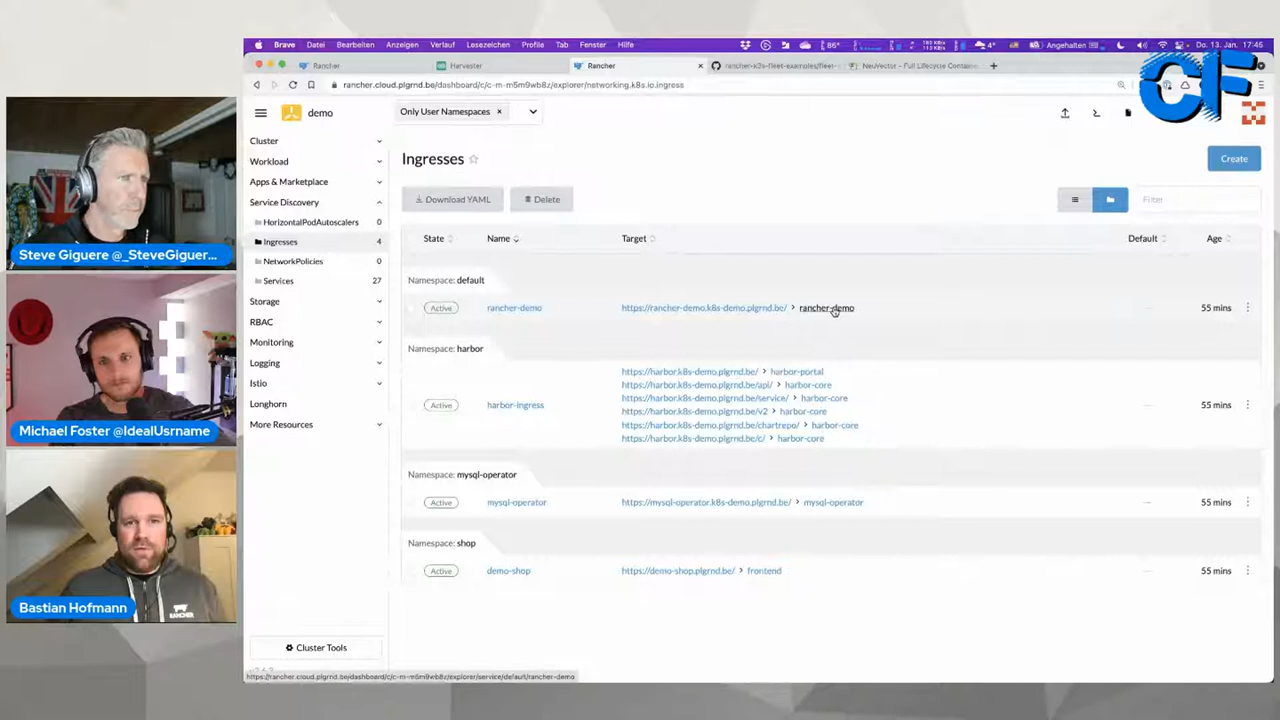 Brave Datei Bearbeiten Anzeigen Verlauf Lesezeichen Profile Tab Fenster Hilfe
86° 4° Angehalten Do. 13. Jan. 17:46
Rancher Harvester Rancher rancher-k3s-fleet-examples/fleet- NeuVector - Full Lifecycle Container
rancher.cloud.plgrnd.be/dashboard/c/c-m-m5m9wb8z/explorer/networking.k8s.io.ingress
CF
demo
Only User Namespaces
Cluster
Workload
Apps & Marketplace
Service Discovery
HorizontalPodAutoscalers 0
Ingresses 4
NetworkPolicies 0
Services 27
Storage
RBAC
Monitoring
Logging
Istio
Longhorn
More Resources
Cluster Tools
Ingresses
Create
Download YAML
Delete
Filter
State Name Target Default Age
Namespace: default
Active rancher-demo https://rancher-demo.k8s-demo.plgrnd.be/ > rancher-demo — 55 mins
Namespace: harbor
Active harbor-ingress — 55 mins
https://harbor.k8s-demo.plgrnd.be/ > harbor-portal
https://harbor.k8s-demo.plgrnd.be/api/ > harbor-core
https://harbor.k8s-demo.plgrnd.be/service/ > harbor-core
https://harbor.k8s-demo.plgrnd.be/v2 > harbor-core
https://harbor.k8s-demo.plgrnd.be/chartrepo/ > harbor-core
https://harbor.k8s-demo.plgrnd.be/c/ > harbor-core
Namespace: mysql-operator
Active mysql-operator https://mysql-operator.k8s-demo.plgrnd.be/ > mysql-operator — 55 mins
Namespace: shop
Active demo-shop https://demo-shop.plgrnd.be/ > frontend — 55 mins
https://rancher.cloud.plgrnd.be/dashboard/c/c-m-m5m9wb8z/explorer/service/default/rancher-demo
Steve Giguere @_SteveGiguer...
Michael Foster @IdealUsrname
RANCHER
Bastian Hofmann